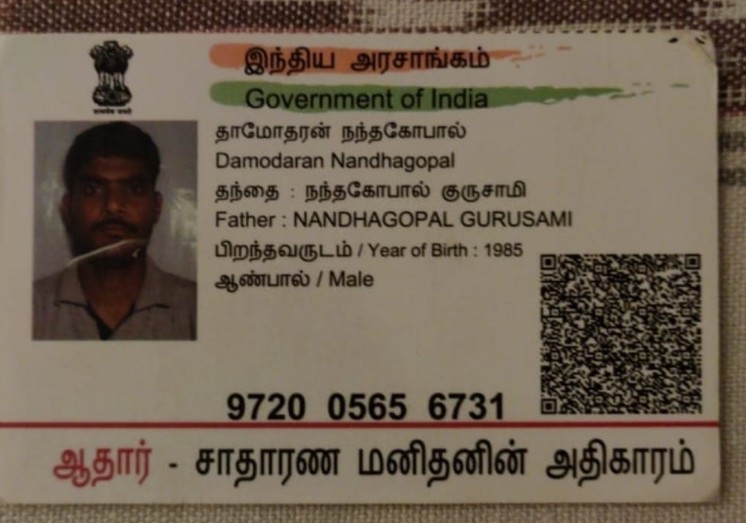 இந்திய அரசாங்கம்
Government of India
தாமோதரன் நந்தகோபால்
Damodaran Nandhagopal
தந்தை : நந்தகோபால் குருசாமி
Father : NANDHAGOPAL GURUSAMI
பிறந்தவருடம் / Year of Birth : 1985
ஆண்பால் / Male
9720 0565 6731
ஆதார் - சாதாரண மனிதனின் அதிகாரம்